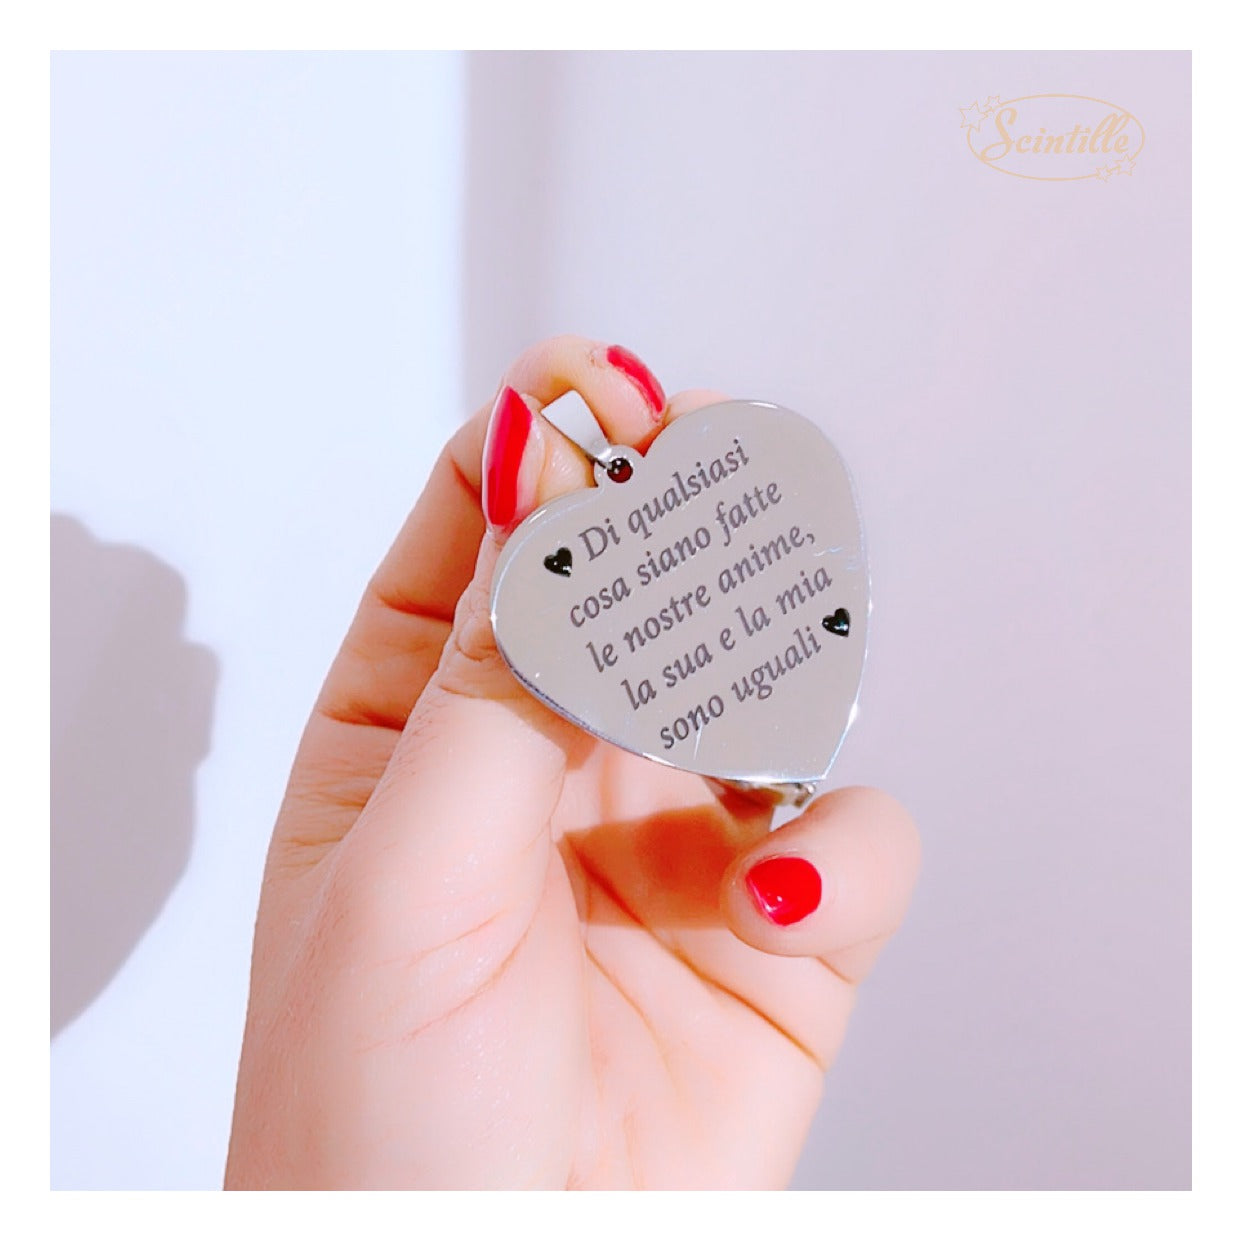 Scintille
Di qualsiasi
cosa siano fatte
le nostre anime,
la sua e la mia
sono uguali